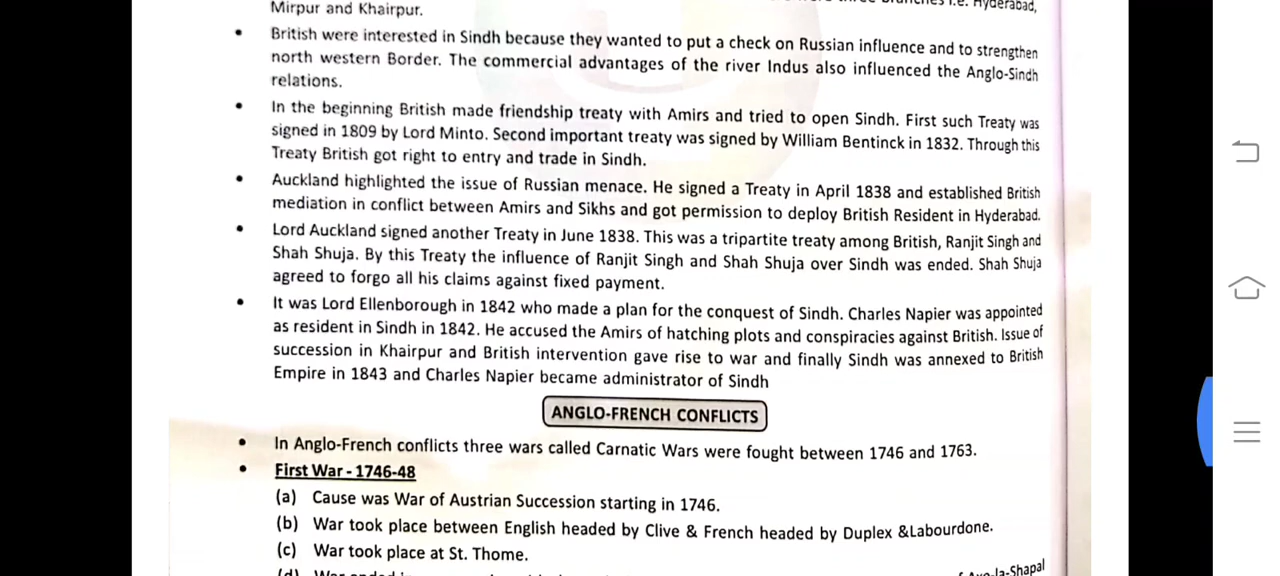 Hyderabad,
Mirpur and Khairpur.
• British were interested in Sindh because they wanted to put a check on Russian influence and to strengthen
north western Border. The commercial advantages of the river Indus also influenced the Anglo-Sindh
relations.
• In the beginning British made friendship treaty with Amirs and tried to open Sindh. First such Treaty was
signed in 1809 by Lord Minto. Second important treaty was signed by William Bentinck in 1832. Through this
Treaty British got right to entry and trade in Sindh.
• Auckland highlighted the issue of Russian menace. He signed a Treaty in April 1838 and established British
mediation in conflict between Amirs and Sikhs and got permission to deploy British Resident in Hyderabad.
• Lord Auckland signed another Treaty in June 1838. This was a tripartite treaty among British, Ranjit Singh and
Shah Shuja. By this Treaty the influence of Ranjit Singh and Shah Shuja over Sindh was ended. Shah Shuja
agreed to forgo all his claims against fixed payment.
• It was Lord Ellenborough in 1842 who made a plan for the conquest of Sindh. Charles Napier was appointed
as resident in Sindh in 1842. He accused the Amirs of hatching plots and conspiracies against British. Issue of
succession in Khairpur and British intervention gave rise to war and finally Sindh was annexed to British
Empire in 1843 and Charles Napier became administrator of Sindh
ANGLO-FRENCH CONFLICTS
• In Anglo-French conflicts three wars called Carnatic Wars were fought between 1746 and 1763.
• First War - 1746-48
(a) Cause was War of Austrian Succession starting in 1746.
(b) War took place between English headed by Clive & French headed by Duplex &Labourdone.
(c) War took place at St. Thome.